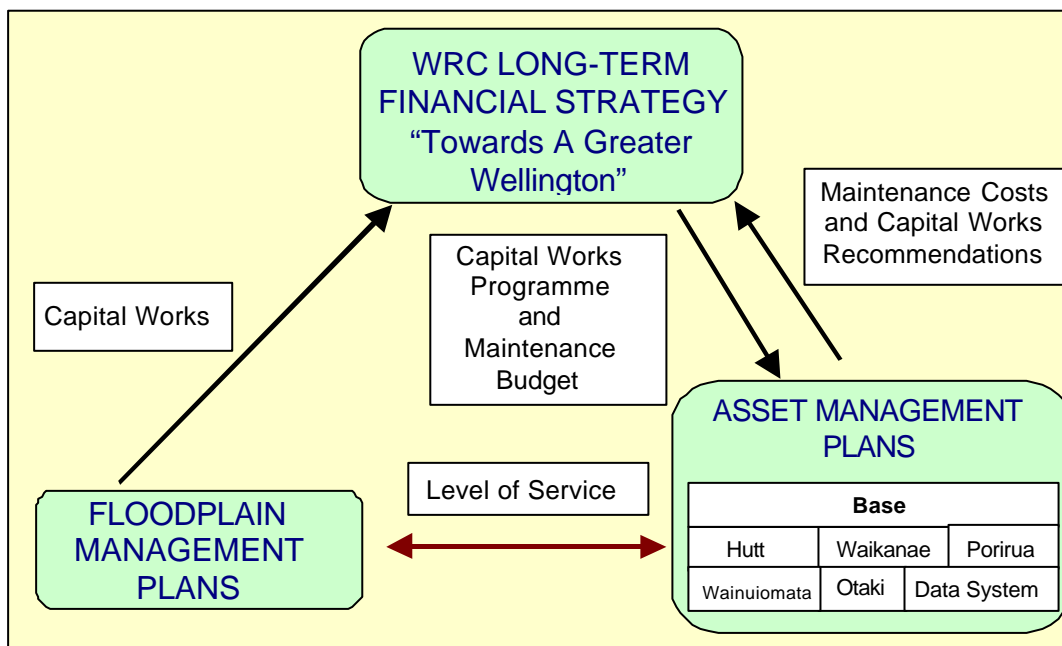 WRC LONG-TERM
FINANCIAL STRATEGY
“Towards A Greater
Wellington”
Maintenance Costs
and Capital Works
Recommendations
Capital Works
Programme
and
Maintenance
Budget
Capital Works
ASSET MANAGEMENT
PLANS
Level of Service
FLOODPLAIN
MANAGEMENT
PLANS
Base
Hutt Waikanae Porirua
Wainuiomata Otaki Data System